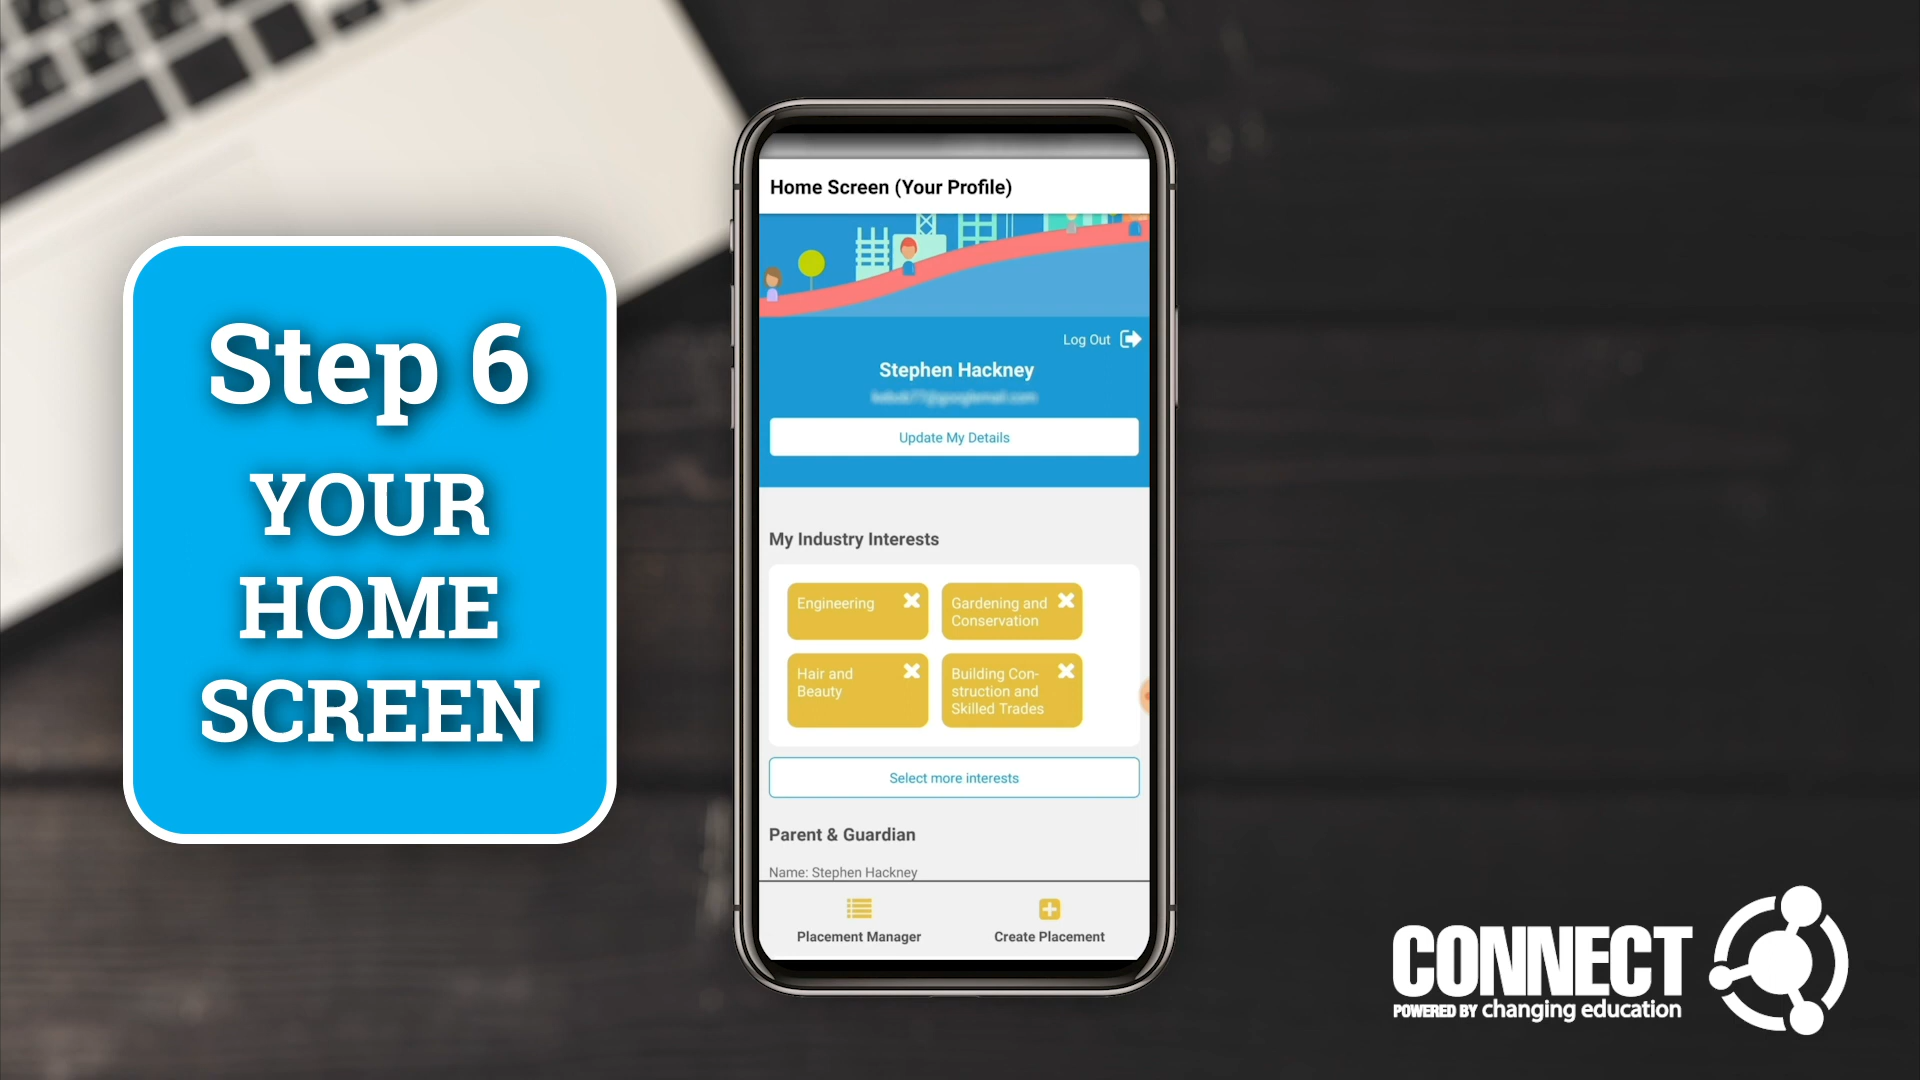 Step 6
YOUR
HOME
SCREEN
Home Screen (Your Profile)
Log Out
Stephen Hackney
Update My Details
My Industry Interests
Engineering
Gardening and
Conservation
Hair and
Beauty
Building Con-
struction and
Skilled Trades
Select more interests
Parent & Guardian
Name: Stephen Hackney
Placement Manager
Create Placement
CONNECT
POWERED BY changing education